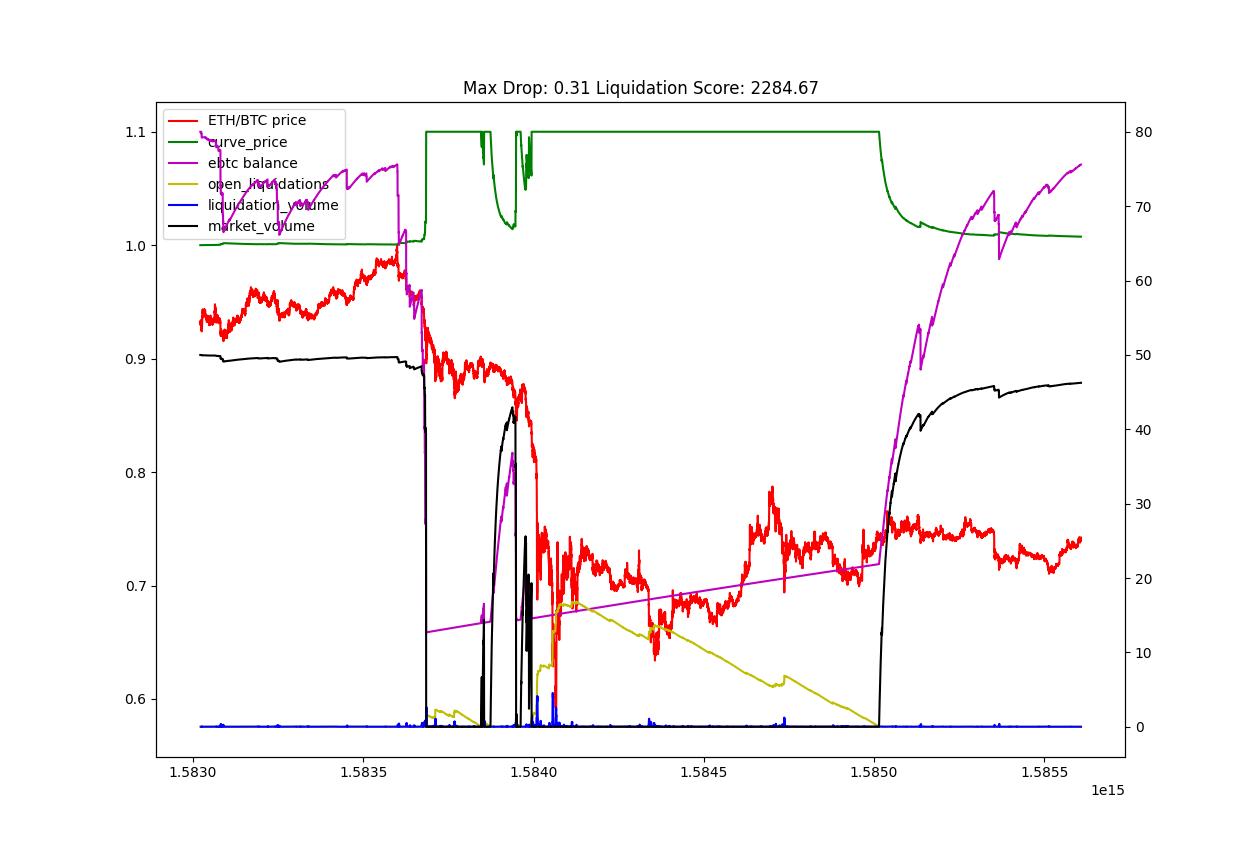 Max Drop: 0.31 Liquidation Score: 2284.67
ETH/BTC price
curve_price
ebtc balance
open_liquidations
liquidation_volume
market_volume
1.1
1.0
0.9
0.8
0.7
0.6
80
70
60
50
40
30
20
10
0
1.5830 1.5835 1.5840 1.5845 1.5850 1.5855
1e15